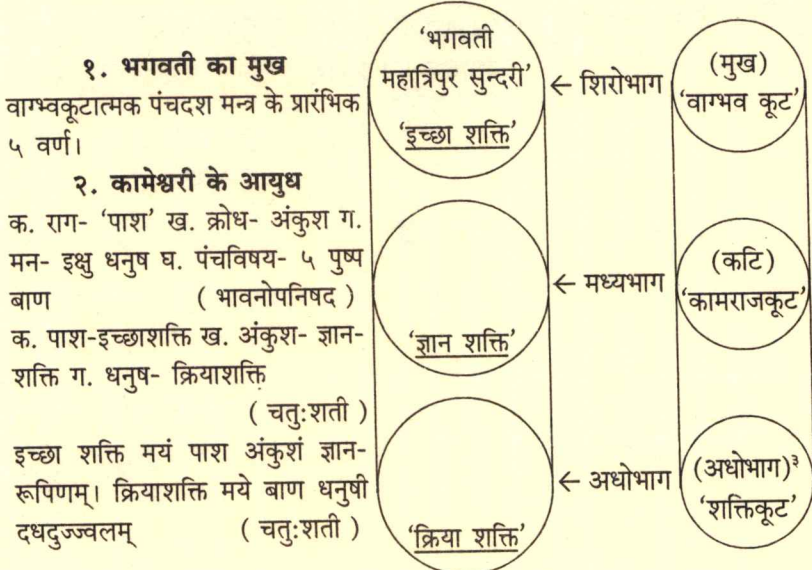 १. भगवती का मुख
वाग्भ्वकूटात्मक पंचदश मन्त्र के प्रारंभिक
५ वर्ण।
२. कामेश्वरी के आयुध
क. राग- ‘पाश’ ख. क्रोध- अंकुश ग.
मन- इक्षु धनुष घ. पंचविषय- ५ पुष्प
बाण ( भावनोपनिषद )
क. पाश-इच्छाशक्ति ख. अंकुश- ज्ञान-
शक्ति ग. धनुष- क्रियाशक्ति
( चतु:शती )
इच्छा शक्ति मयं पाश अंकुशं ज्ञान-
रूपिणम्। क्रियाशक्ति मये बाण धनुषी
दधदुज्ज्वलम् ( चतु:शती )
‘भगवती
महात्रिपुर सुन्दरी’
‘इच्छा शक्ति’
← शिरोभाग
(मुख)
‘वाग्भव कूट’
‘ज्ञान शक्ति’
← मध्यभाग
(कटि)
‘कामराजकूट’
‘क्रिया शक्ति’
← अधोभाग
(अधोभाग)³
‘शक्तिकूट’